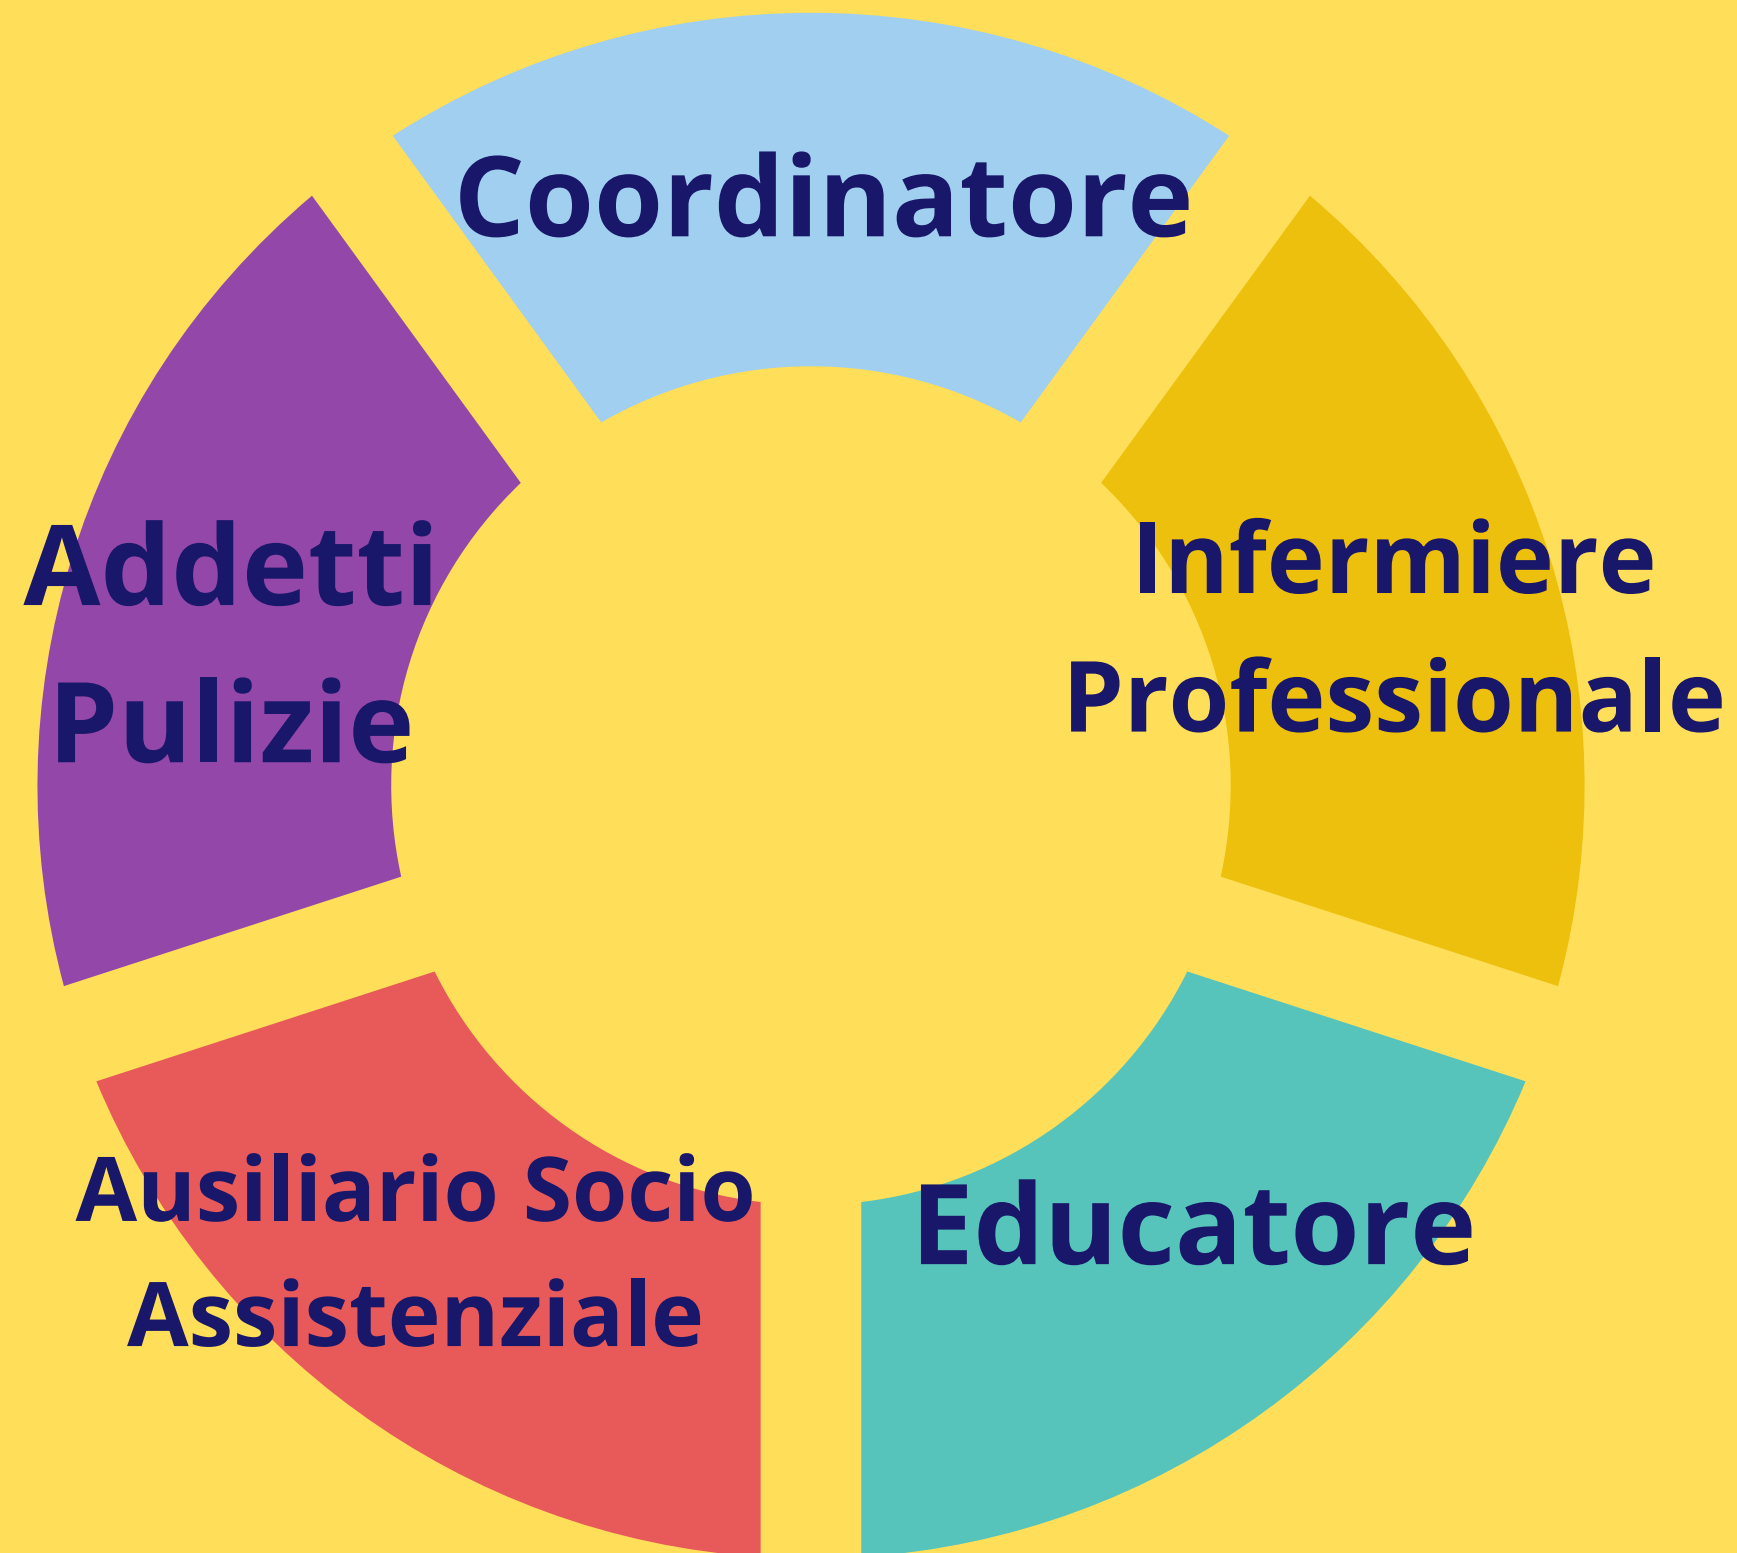 Coordinatore
Addetti
Pulizie
Infermiere
Professionale
Ausiliario Socio
Assistenziale
Educatore